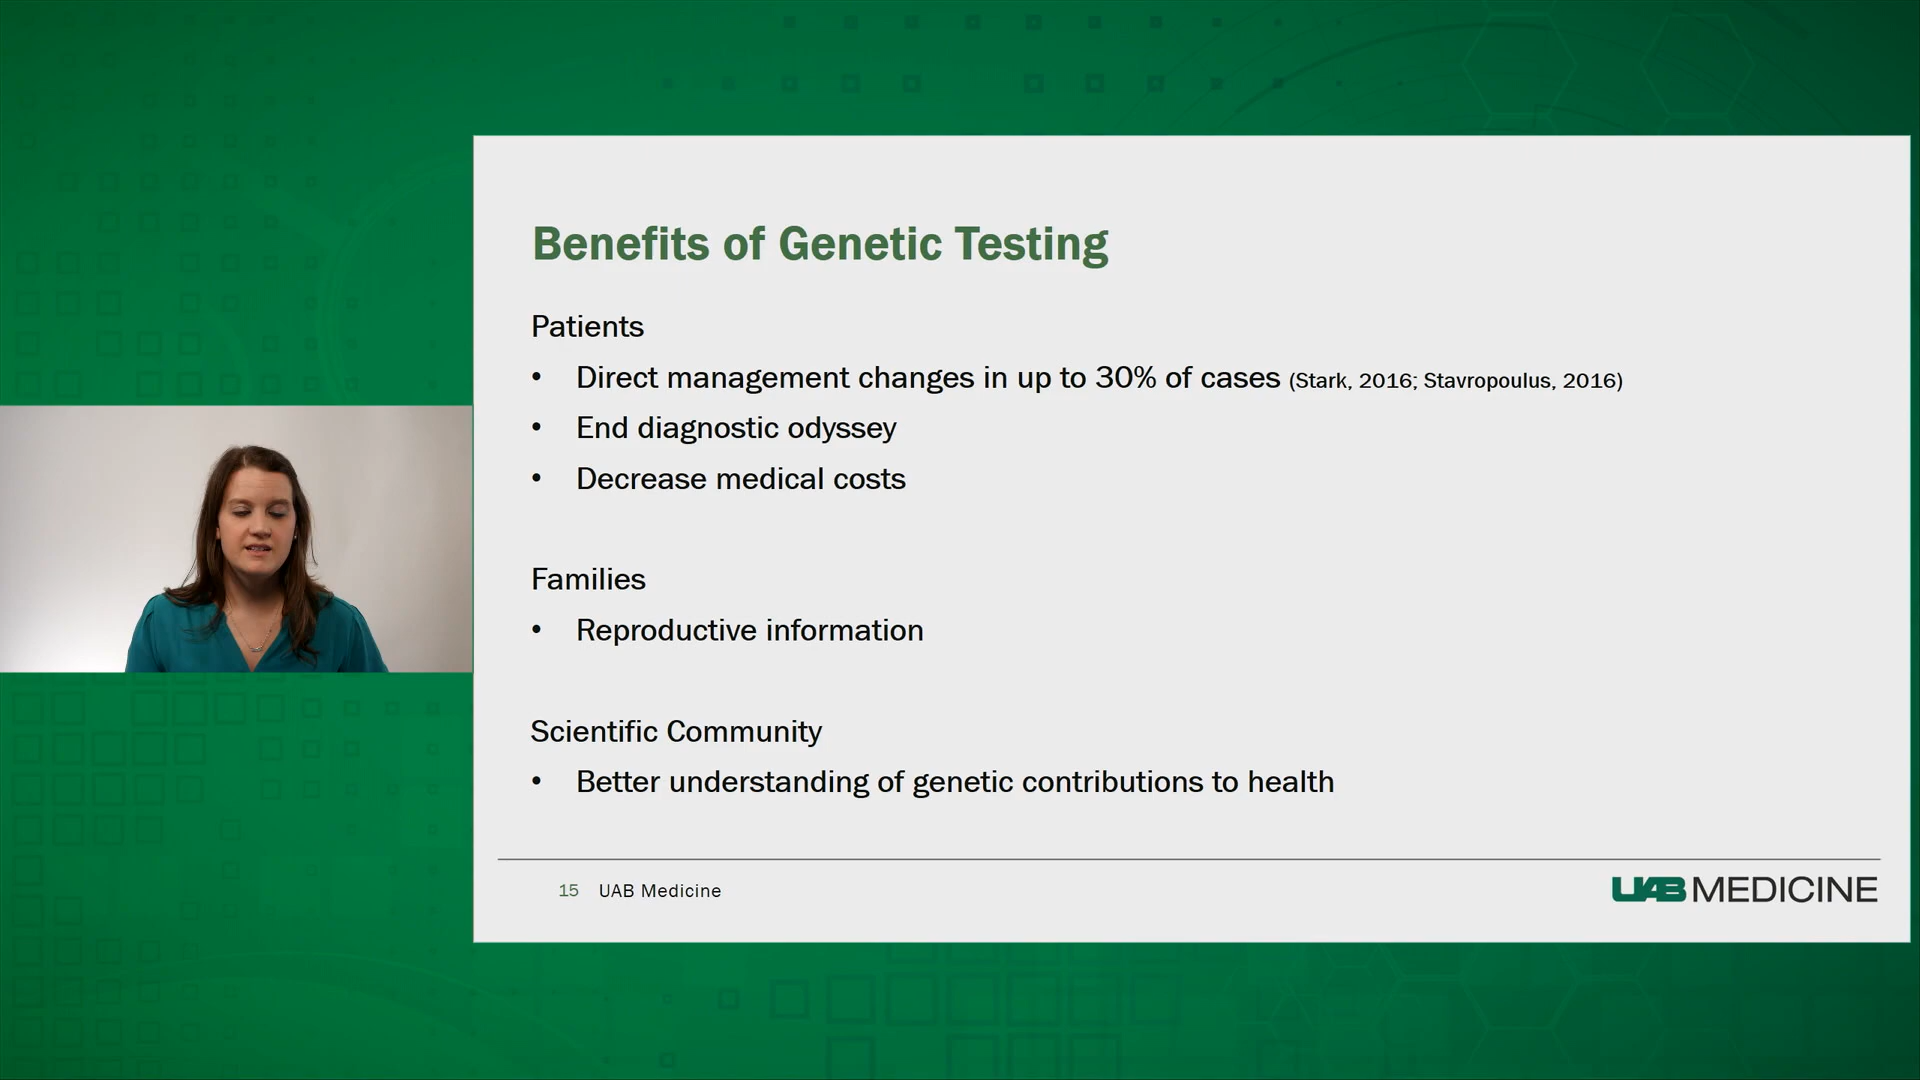 Benefits of Genetic Testing
Patients
• Direct management changes in up to 30% of cases (Stark, 2016; Stavropoulus, 2016)
• End diagnostic odyssey
• Decrease medical costs
Families
• Reproductive information
Scientific Community
• Better understanding of genetic contributions to health
15 UAB Medicine
UAB MEDICINE